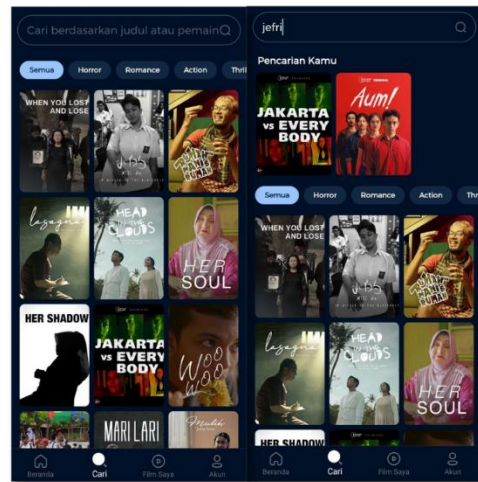 Cari berdasarkan judul atau pemain
Semua
Horror
Romance
Action
WHEN YOU LOST
AND LOSE
lasagna
HEAD
IN THE
CLOUDS
HER
SOUL
HER SHADOW
JAKARTA
VS EVERY
BODY
Woo
Woo
MARI LARI
Beranda
Cari
Film Saya
Akun
jefri
Pencarian Kamu
JAKARTA
VS EVERY
BODY
Aum!
Semua
Horror
Romance
Action
WHEN YOU LOST
AND LOSE
lasagna
HEAD
IN THE
CLOUDS
HER
SOUL
HER SHADOW
Beranda
Cari
Film Saya
Akun